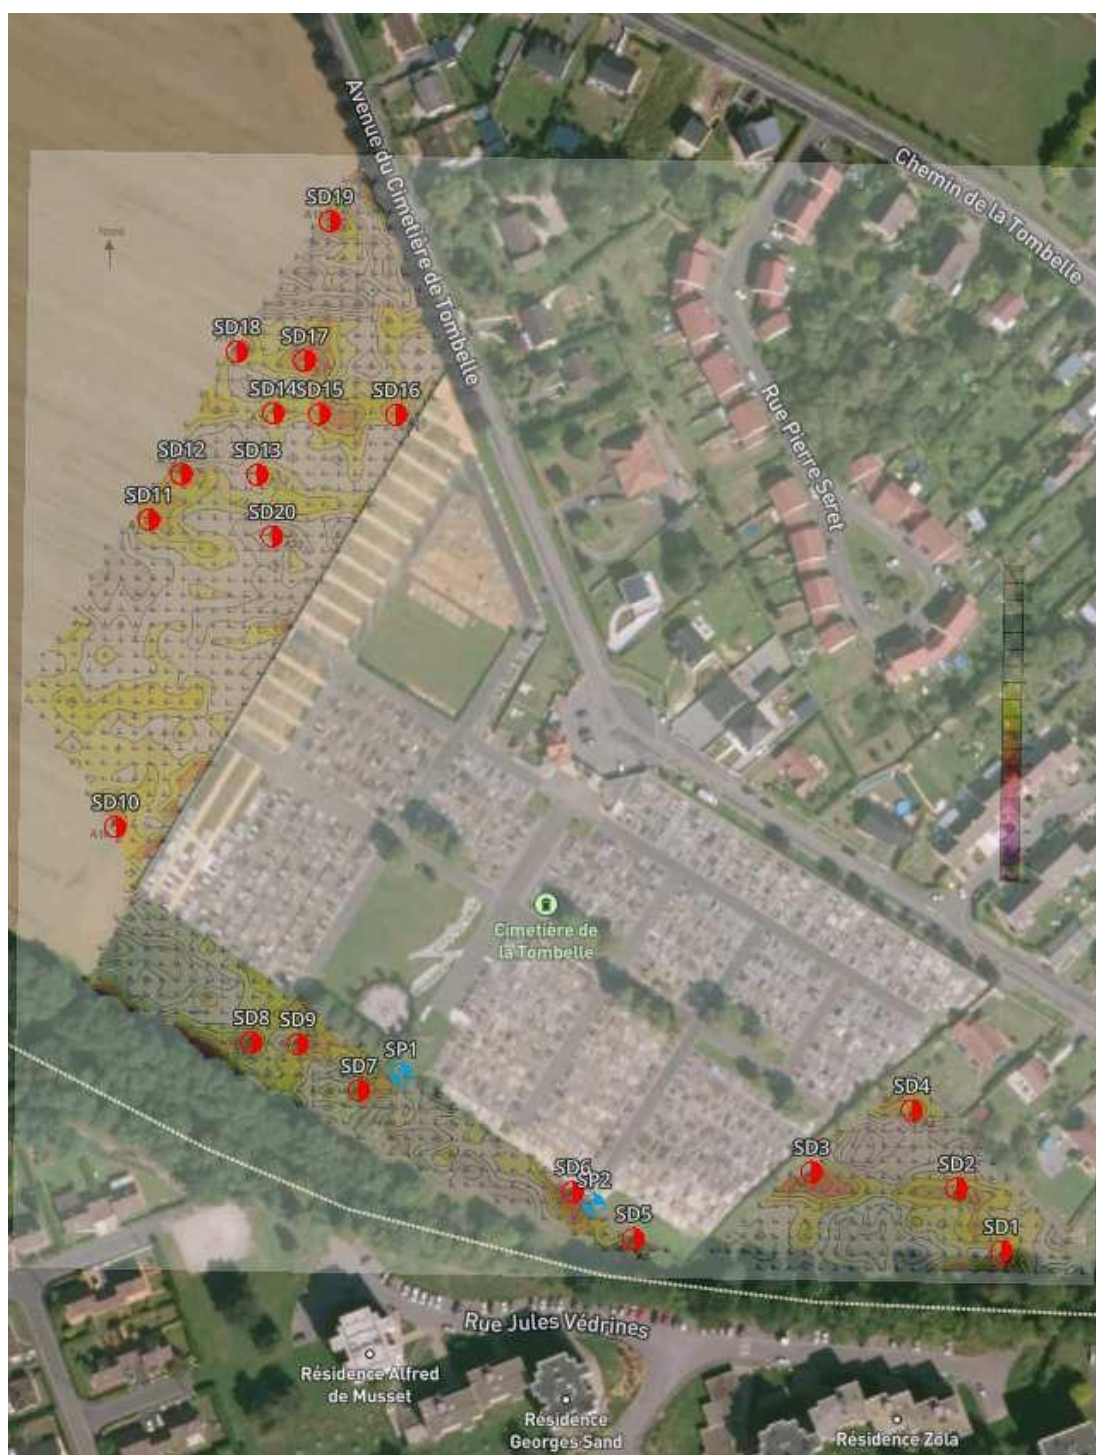 Avenue du Cimetière de Tombelle
Chemin de la Tombelle
SD19
SD18
SD17
SD14
SD15
SD16
Rue Pierre Seret
SD12
SD13
SD11
SD20
SD10
Cimetière de
la Tombelle
SD8
SD9
SP1
SD7
SD4
SD3
SD2
SD6
SP2
SD5
SD1
Rue Jules Védrines
Résidence Alfred
de Musset
Résidence
Georges Sand
Résidence Zola